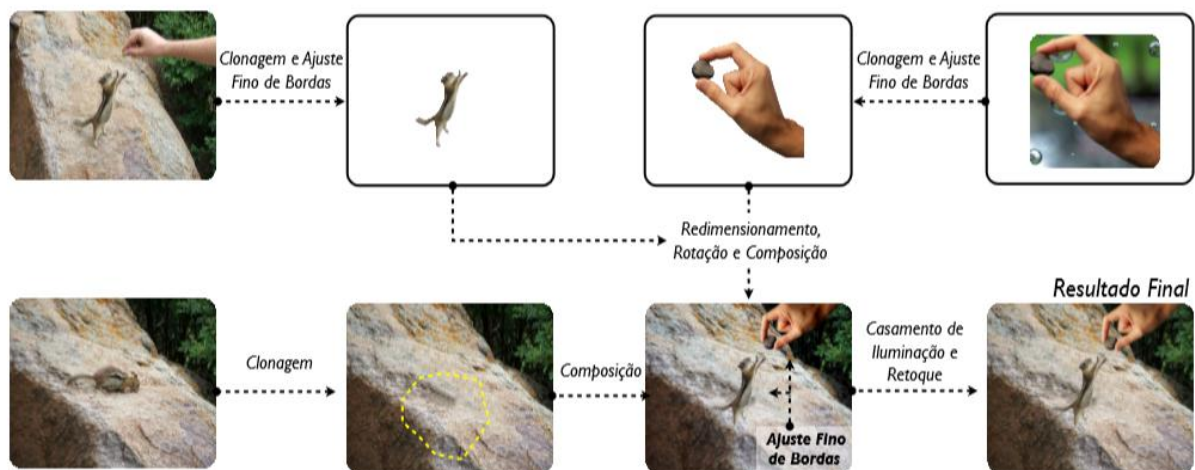 Clonagem e Ajuste
Fino de Bordas
Clonagem e Ajuste
Fino de Bordas
Redimensionamento,
Rotação e Composição
Resultado Final
Clonagem
Composição
Casamento de
Iluminação e
Retoque
Ajuste Fino
de Bordas